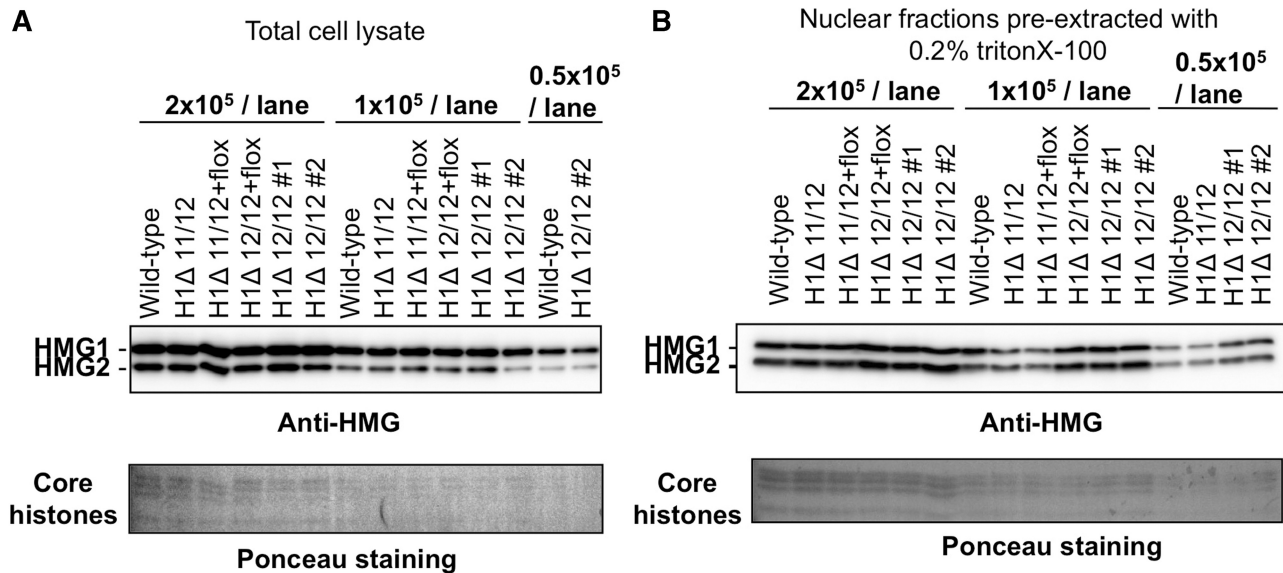 A
Total cell lysate
2x10⁵ / lane
1x10⁵ / lane
0.5x10⁵
/ lane
Wild-type
H1Δ 11/12
H1Δ 11/12+flox
H1Δ 12/12+flox
H1Δ 12/12 #1
H1Δ 12/12 #2
Wild-type
H1Δ 11/12
H1Δ 11/12+flox
H1Δ 12/12+flox
H1Δ 12/12 #1
H1Δ 12/12 #2
Wild-type
H1Δ 12/12 #2
HMG1 -
HMG2 -
Anti-HMG
Core
histones
Ponceau staining
B
Nuclear fractions pre-extracted with
0.2% tritonX-100
2x10⁵ / lane
1x10⁵ / lane
0.5x10⁵
/ lane
Wild-type
H1Δ 11/12
H1Δ 11/12+flox
H1Δ 12/12+flox
H1Δ 12/12 #1
H1Δ 12/12 #2
Wild-type
H1Δ 11/12
H1Δ 11/12+flox
H1Δ 12/12+flox
H1Δ 12/12 #1
H1Δ 12/12 #2
Wild-type
H1Δ 11/12
H1Δ 12/12 #1
H1Δ 12/12 #2
HMG1 -
HMG2 -
Anti-HMG
Core
histones
Ponceau staining